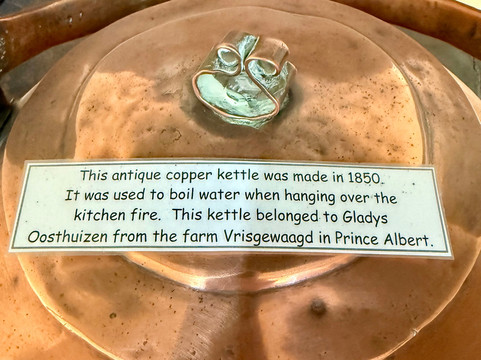 This antique copper kettle was made in 1850.
It was used to boil water when hanging over the
kitchen fire. This kettle belonged to Gladys
Oosthuizen from the farm Vrisgewaagd in Prince Albert.